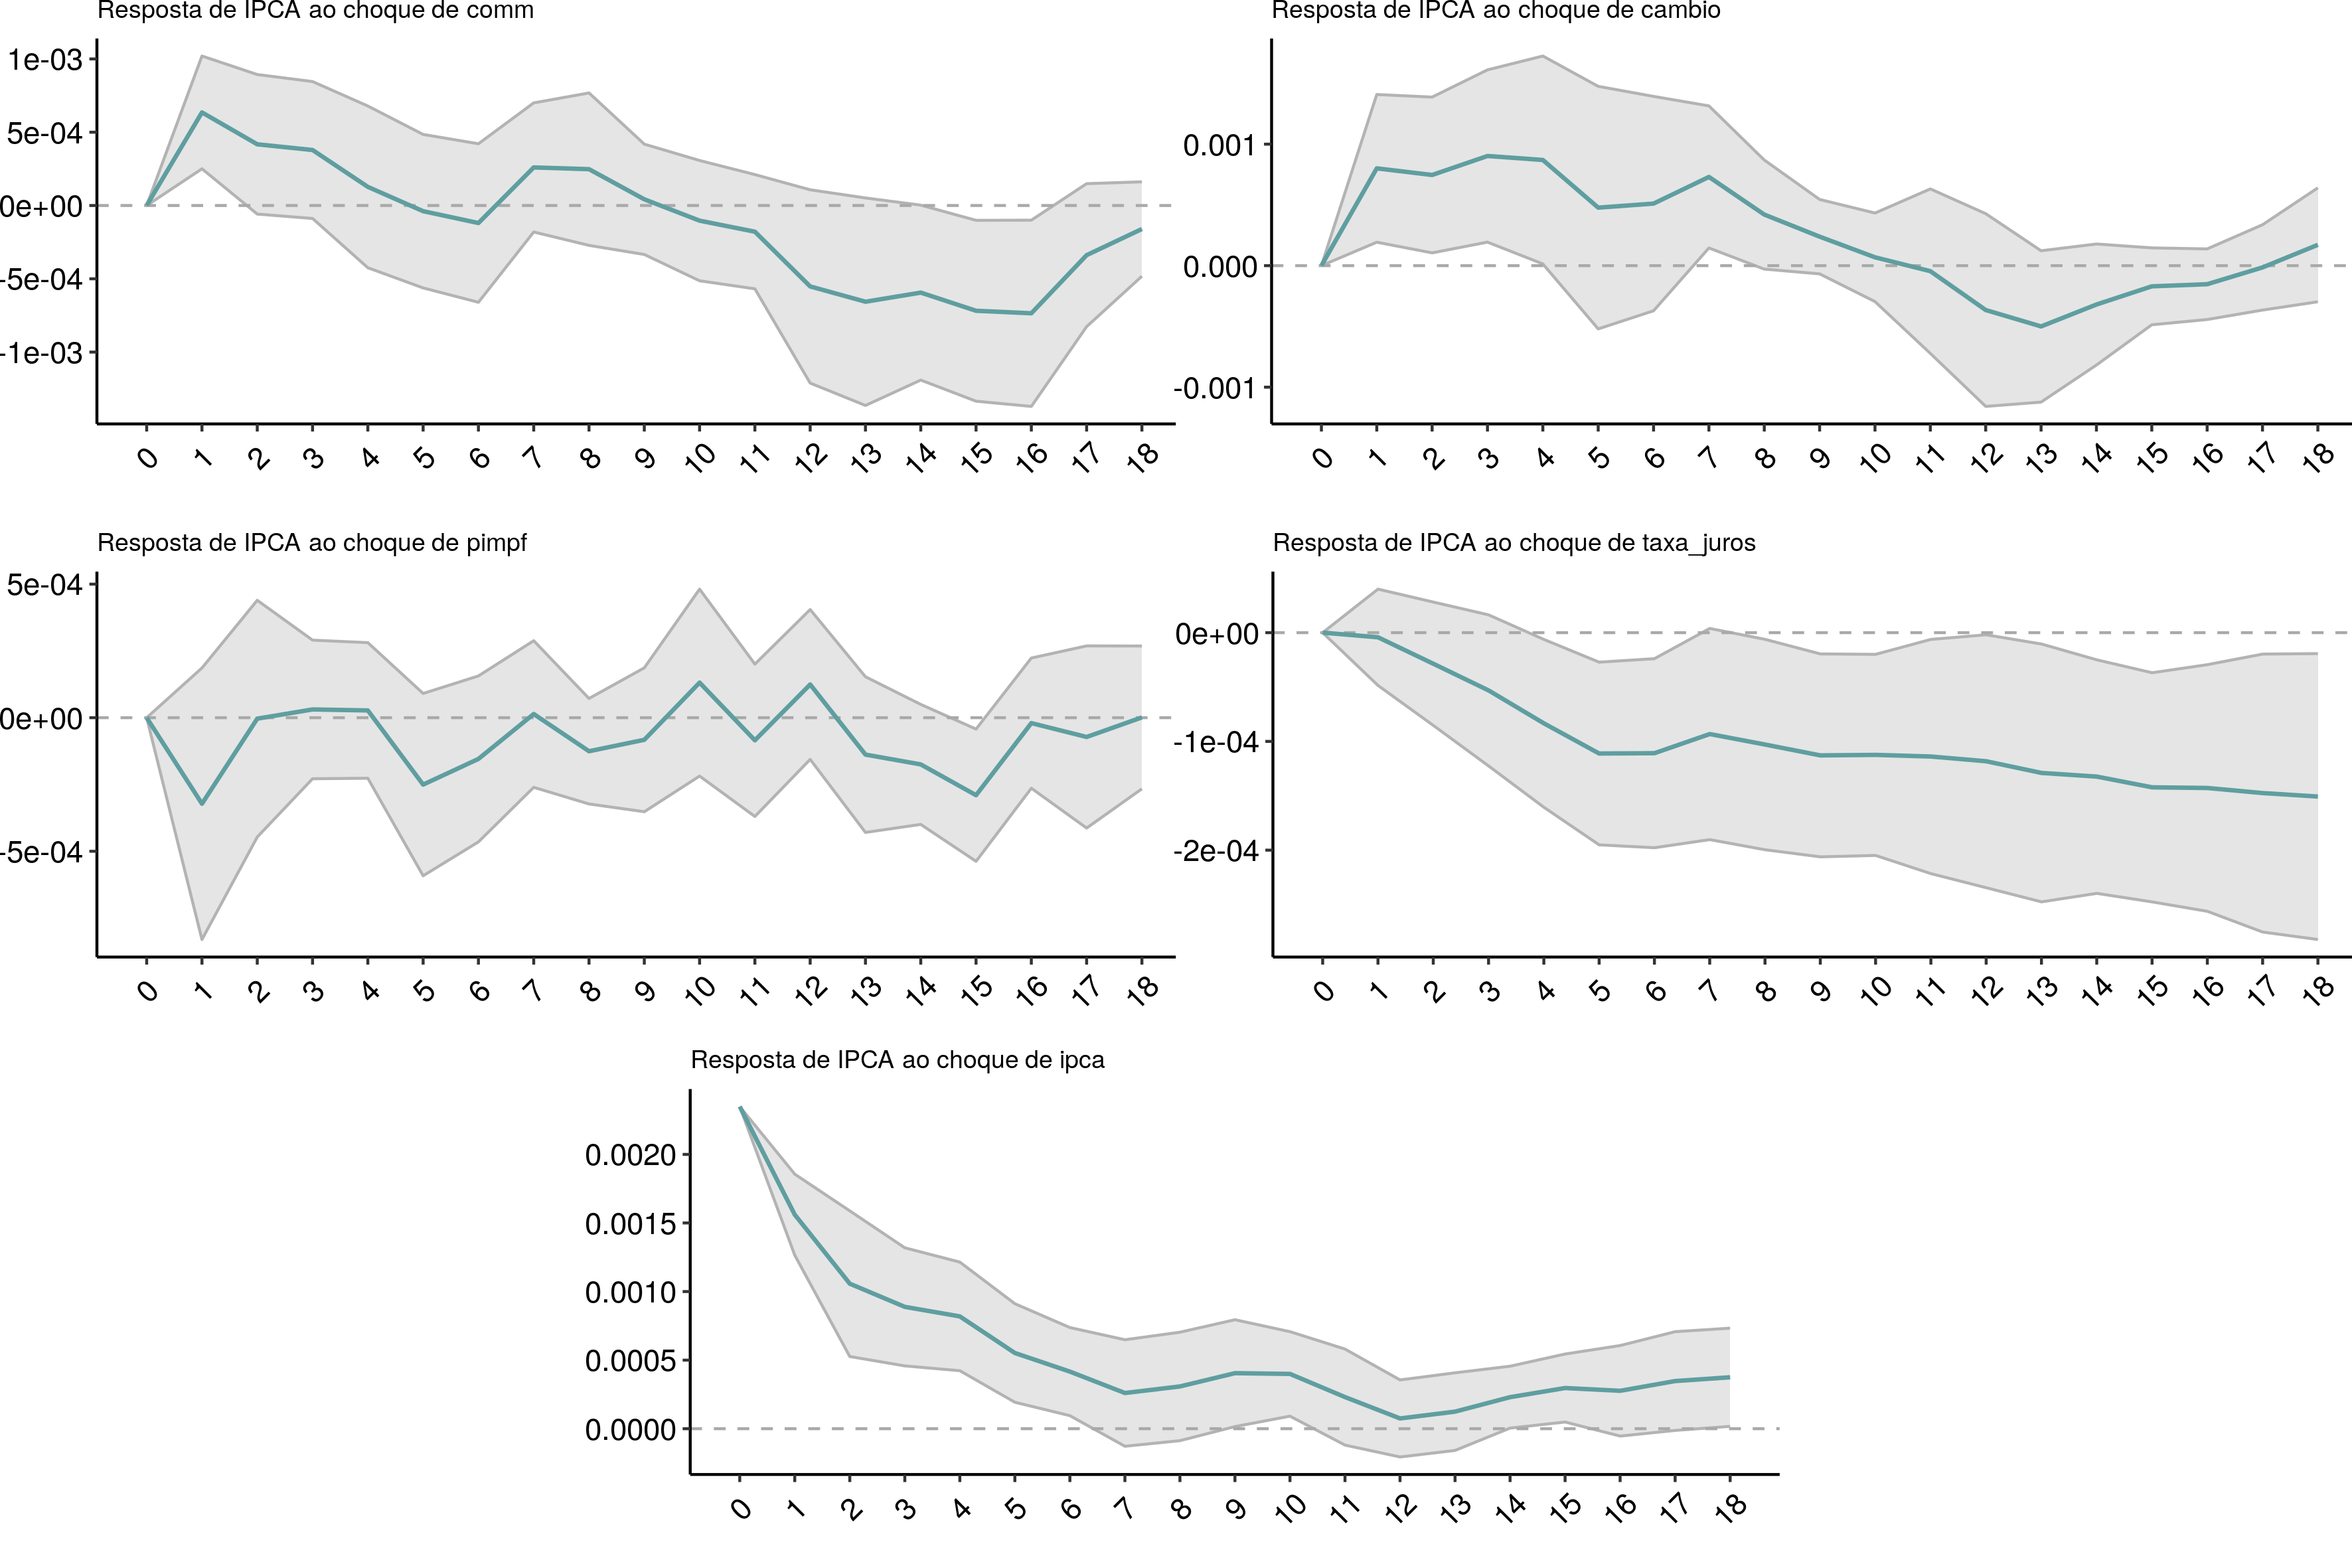 Resposta de IPCA ao choque de comm
1e-03
5e-04
0e+00
-5e-04
-1e-03
0 1 2 3 4 5 6 7 8 9 10 11 12 13 14 15 16 17 18
Resposta de IPCA ao choque de cambio
0.001
0.000
-0.001
0 1 2 3 4 5 6 7 8 9 10 11 12 13 14 15 16 17 18
Resposta de IPCA ao choque de pimpf
5e-04
0e+00
-5e-04
0 1 2 3 4 5 6 7 8 9 10 11 12 13 14 15 16 17 18
Resposta de IPCA ao choque de taxa_juros
0e+00
-1e-04
-2e-04
0 1 2 3 4 5 6 7 8 9 10 11 12 13 14 15 16 17 18
Resposta de IPCA ao choque de ipca
0.0020
0.0015
0.0010
0.0005
0.0000
0 1 2 3 4 5 6 7 8 9 10 11 12 13 14 15 16 17 18